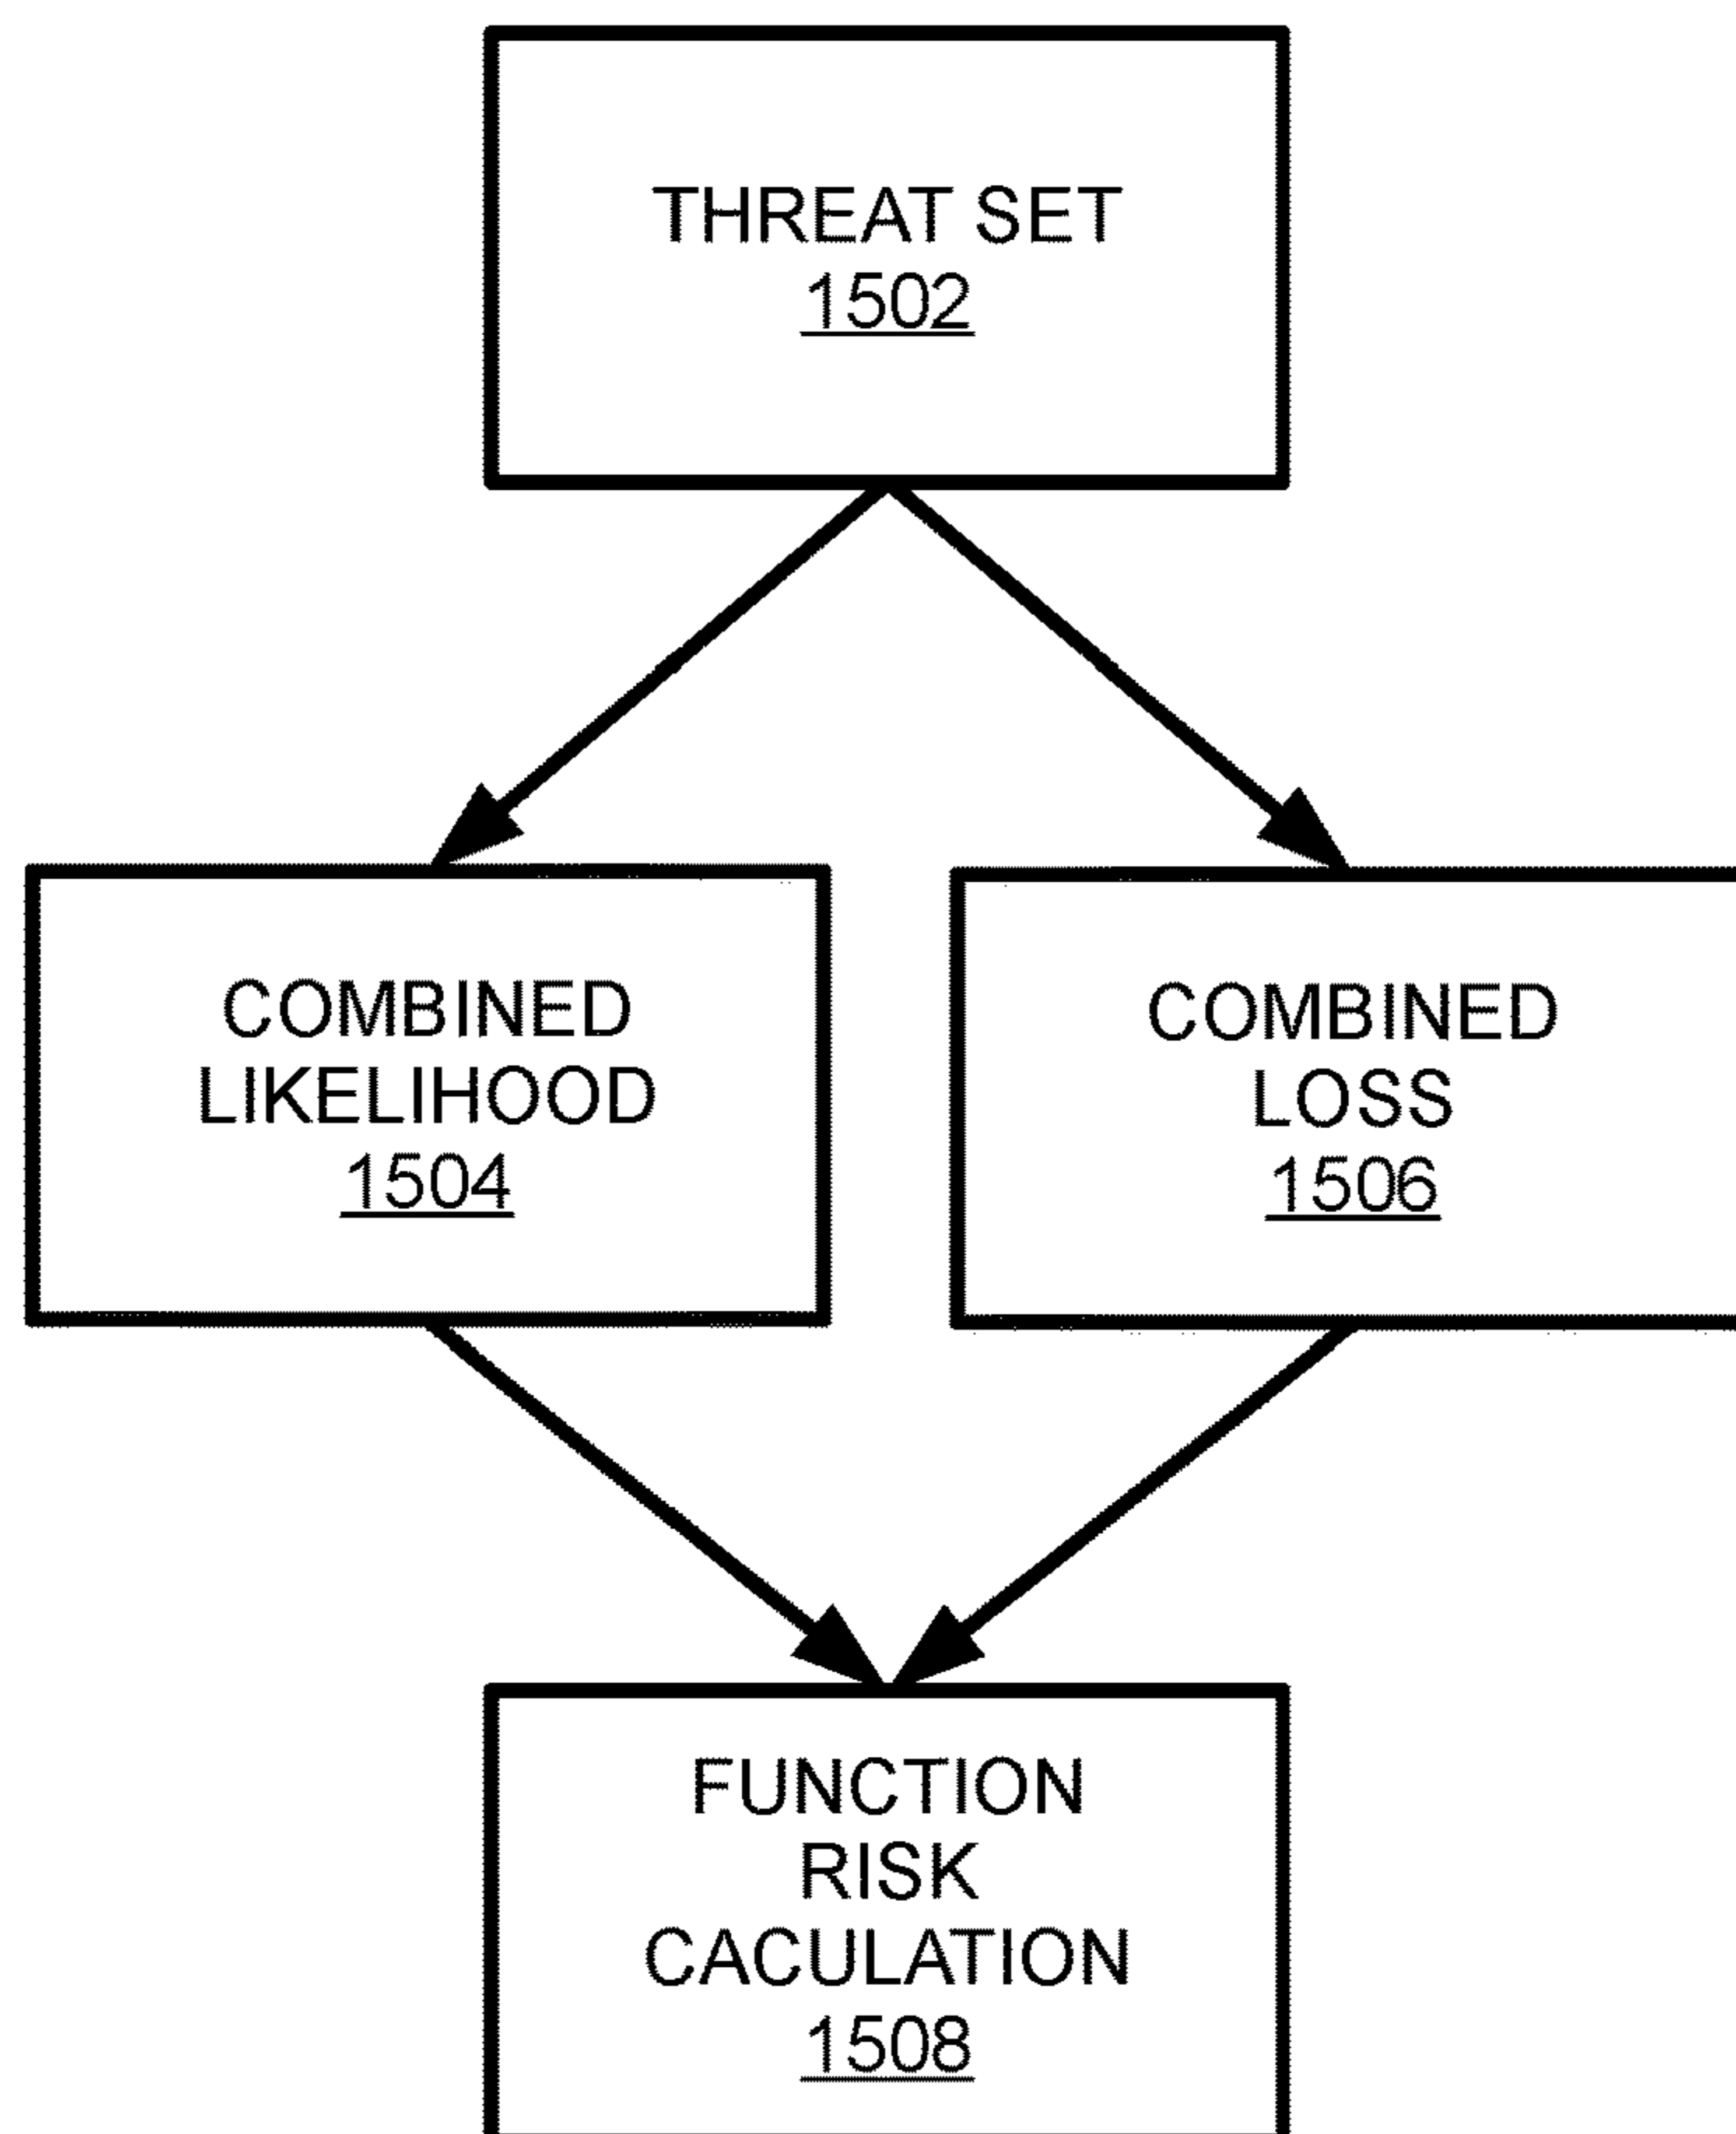 THREAT SET
1502
COMBINED
LIKELIHOOD
1504
COMBINED
LOSS
1506
FUNCTION
RISK
CACULATION
1508